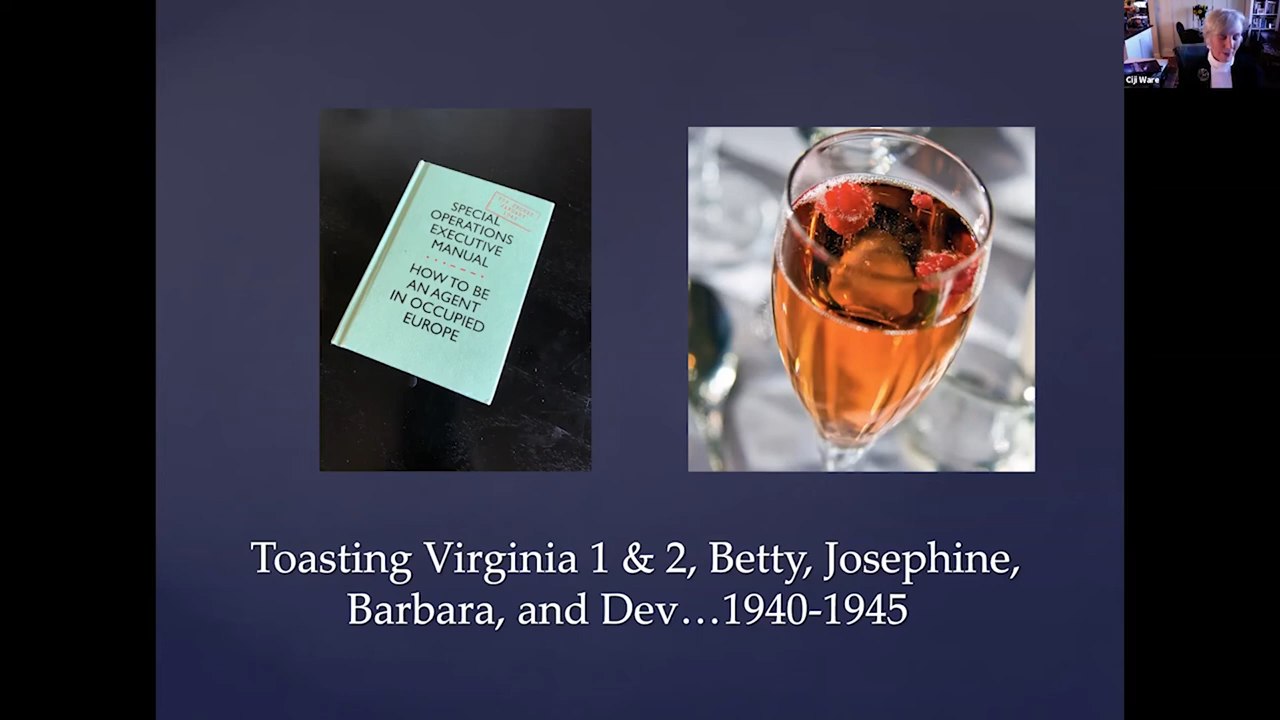 Ciji Ware
SPECIAL
OPERATIONS
EXECUTIVE
MANUAL
HOW TO BE
AN AGENT
IN OCCUPIED
EUROPE
Toasting Virginia 1 & 2, Betty, Josephine,
Barbara, and Dev…1940-1945